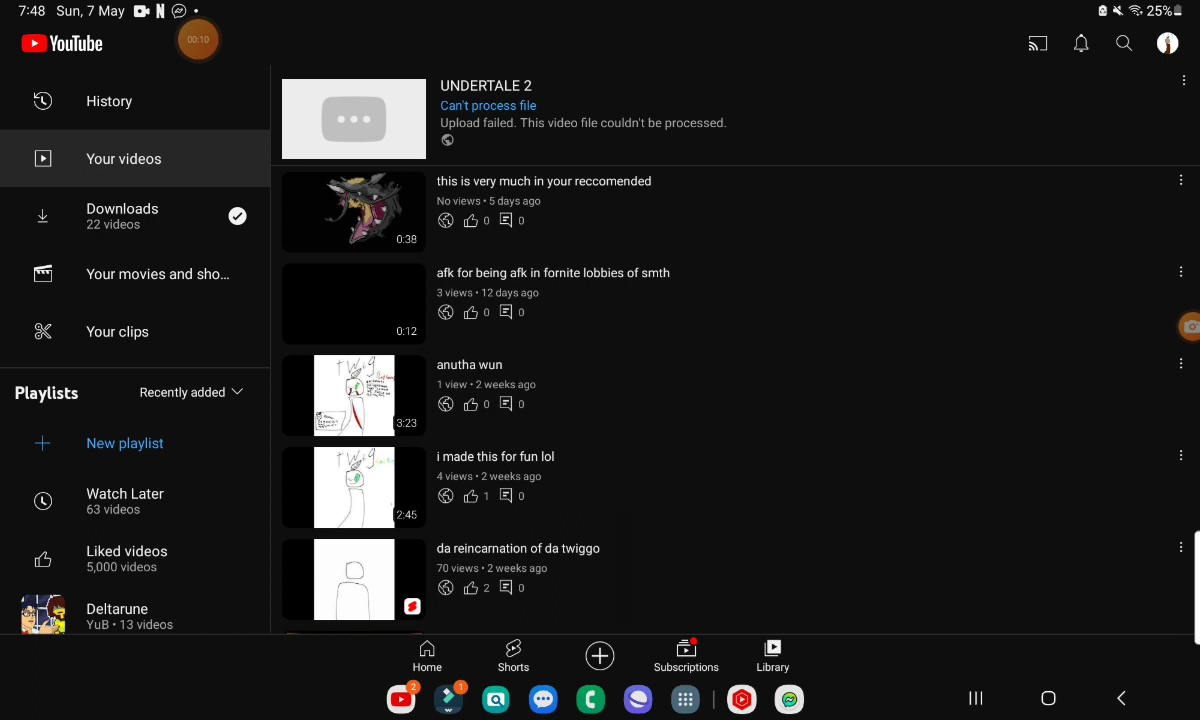 7:48 Sun, 7 May
25%
00:10
YouTube
History
Your videos
Downloads
22 videos
Your movies and sho...
Your clips
Playlists
Recently added
New playlist
Watch Later
63 videos
Liked videos
5,000 videos
Deltarune
YuB • 13 videos
UNDERTALE 2
Can't process file
Upload failed. This video file couldn't be processed.
this is very much in your reccomended
No views • 5 days ago
0 0
0:38
afk for being afk in fornite lobbies of smth
3 views • 12 days ago
0 0
0:12
anutha wun
1 view • 2 weeks ago
0 0
3:23
i made this for fun lol
4 views • 2 weeks ago
1 0
2:45
da reincarnation of da twiggo
70 views • 2 weeks ago
2 0
Home
Shorts
Subscriptions
Library
2
1